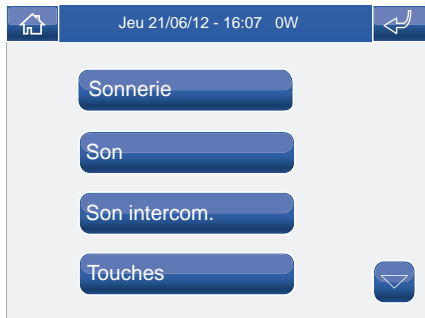 Jeu 21/06/12 - 16:07 0W
Sonnerie
Son
Son intercom.
Touches